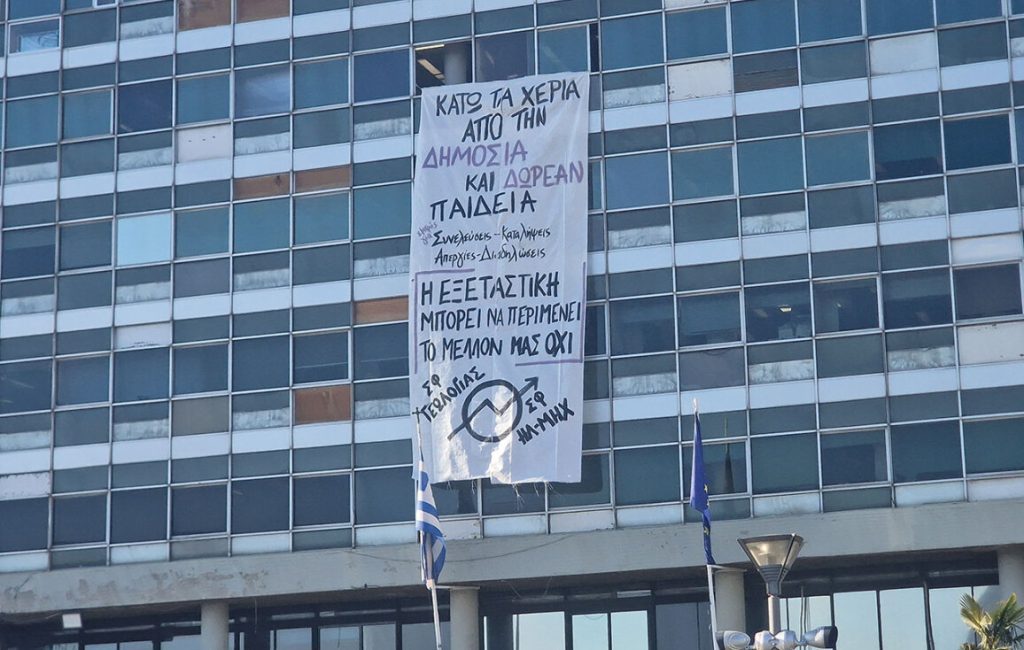 ΚΑΤΩ ΤΑ ΧΕΡΙΑ
ΑΠΟ ΤΗΝ
ΔΗΜΟΣΙΑ
ΚΑΙ ΔΩΡΕΑΝ
ΠΑΙΔΕΙΑ
Συνελεύσεις-Καταλήψεις
Απεργίες-Διαδηλώσεις
Η ΕΞΕΤΑΣΤΙΚΗ
ΜΠΟΡΕΙ ΝΑ ΠΕΡΙΜΕΝΕΙ
ΤΟ ΜΕΛΛΟΝ ΜΑΣ ΟΧΙ
ΣΦ
ΓΕΩΛΟΓΙΑΣ
ΣΦ
ΗΛ-ΜΗΧ